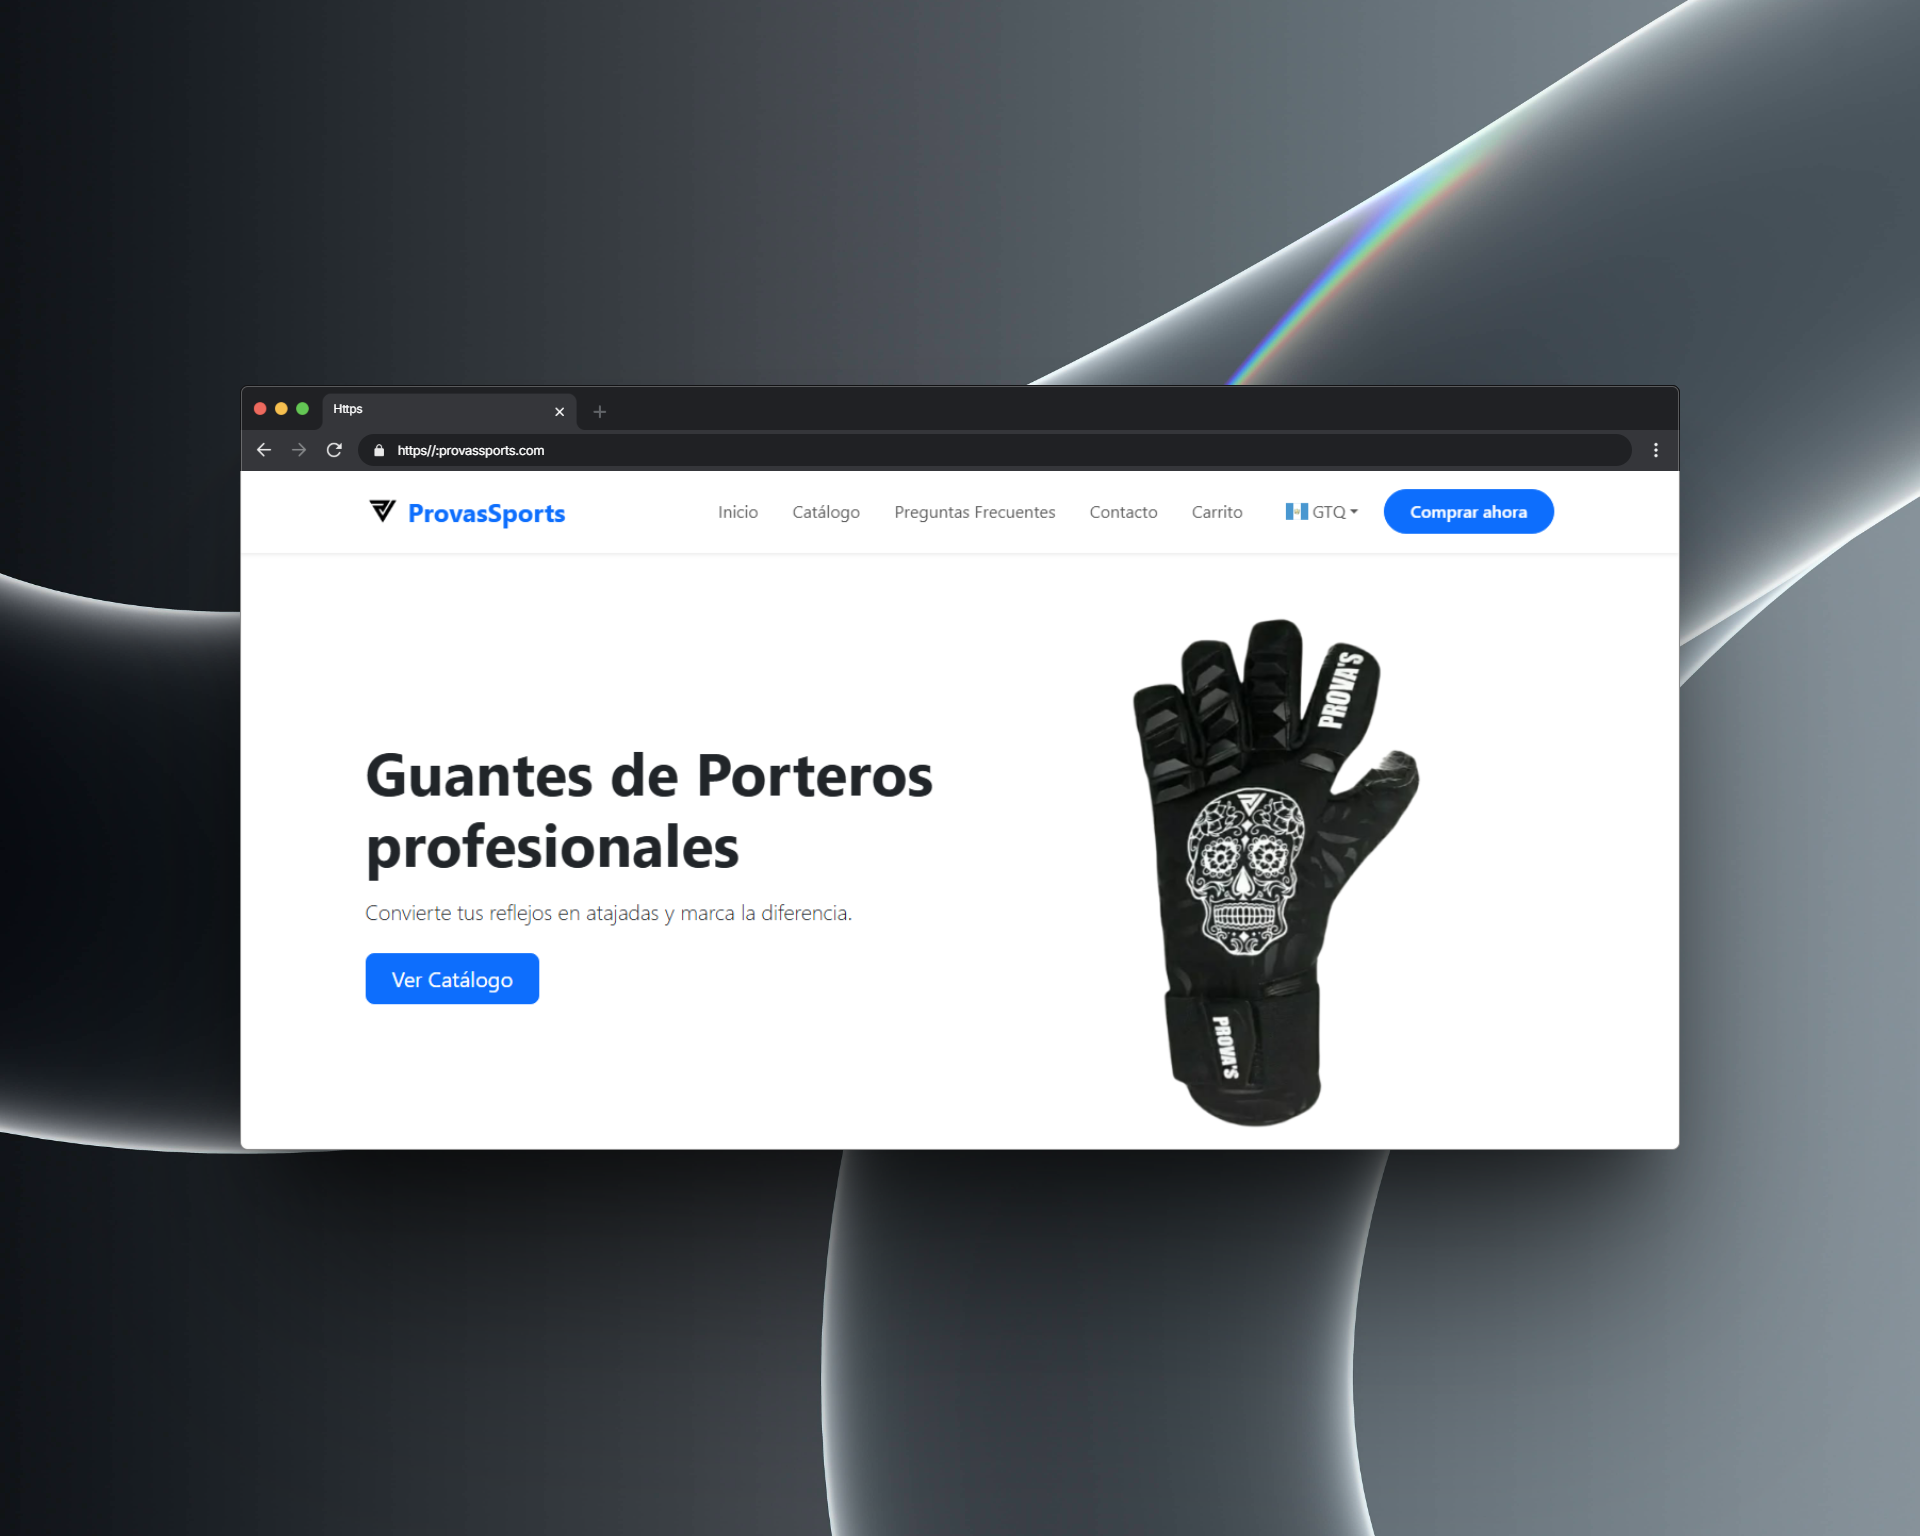 Https
https//:provassports.com
ProvasSports
Inicio
Catálogo
Preguntas Frecuentes
Contacto
Carrito
GTQ
Comprar ahora
Guantes de Porteros
profesionales
Convierte tus reflejos en atajadas y marca la diferencia.
Ver Catálogo
PROVA'S
PROVA'S